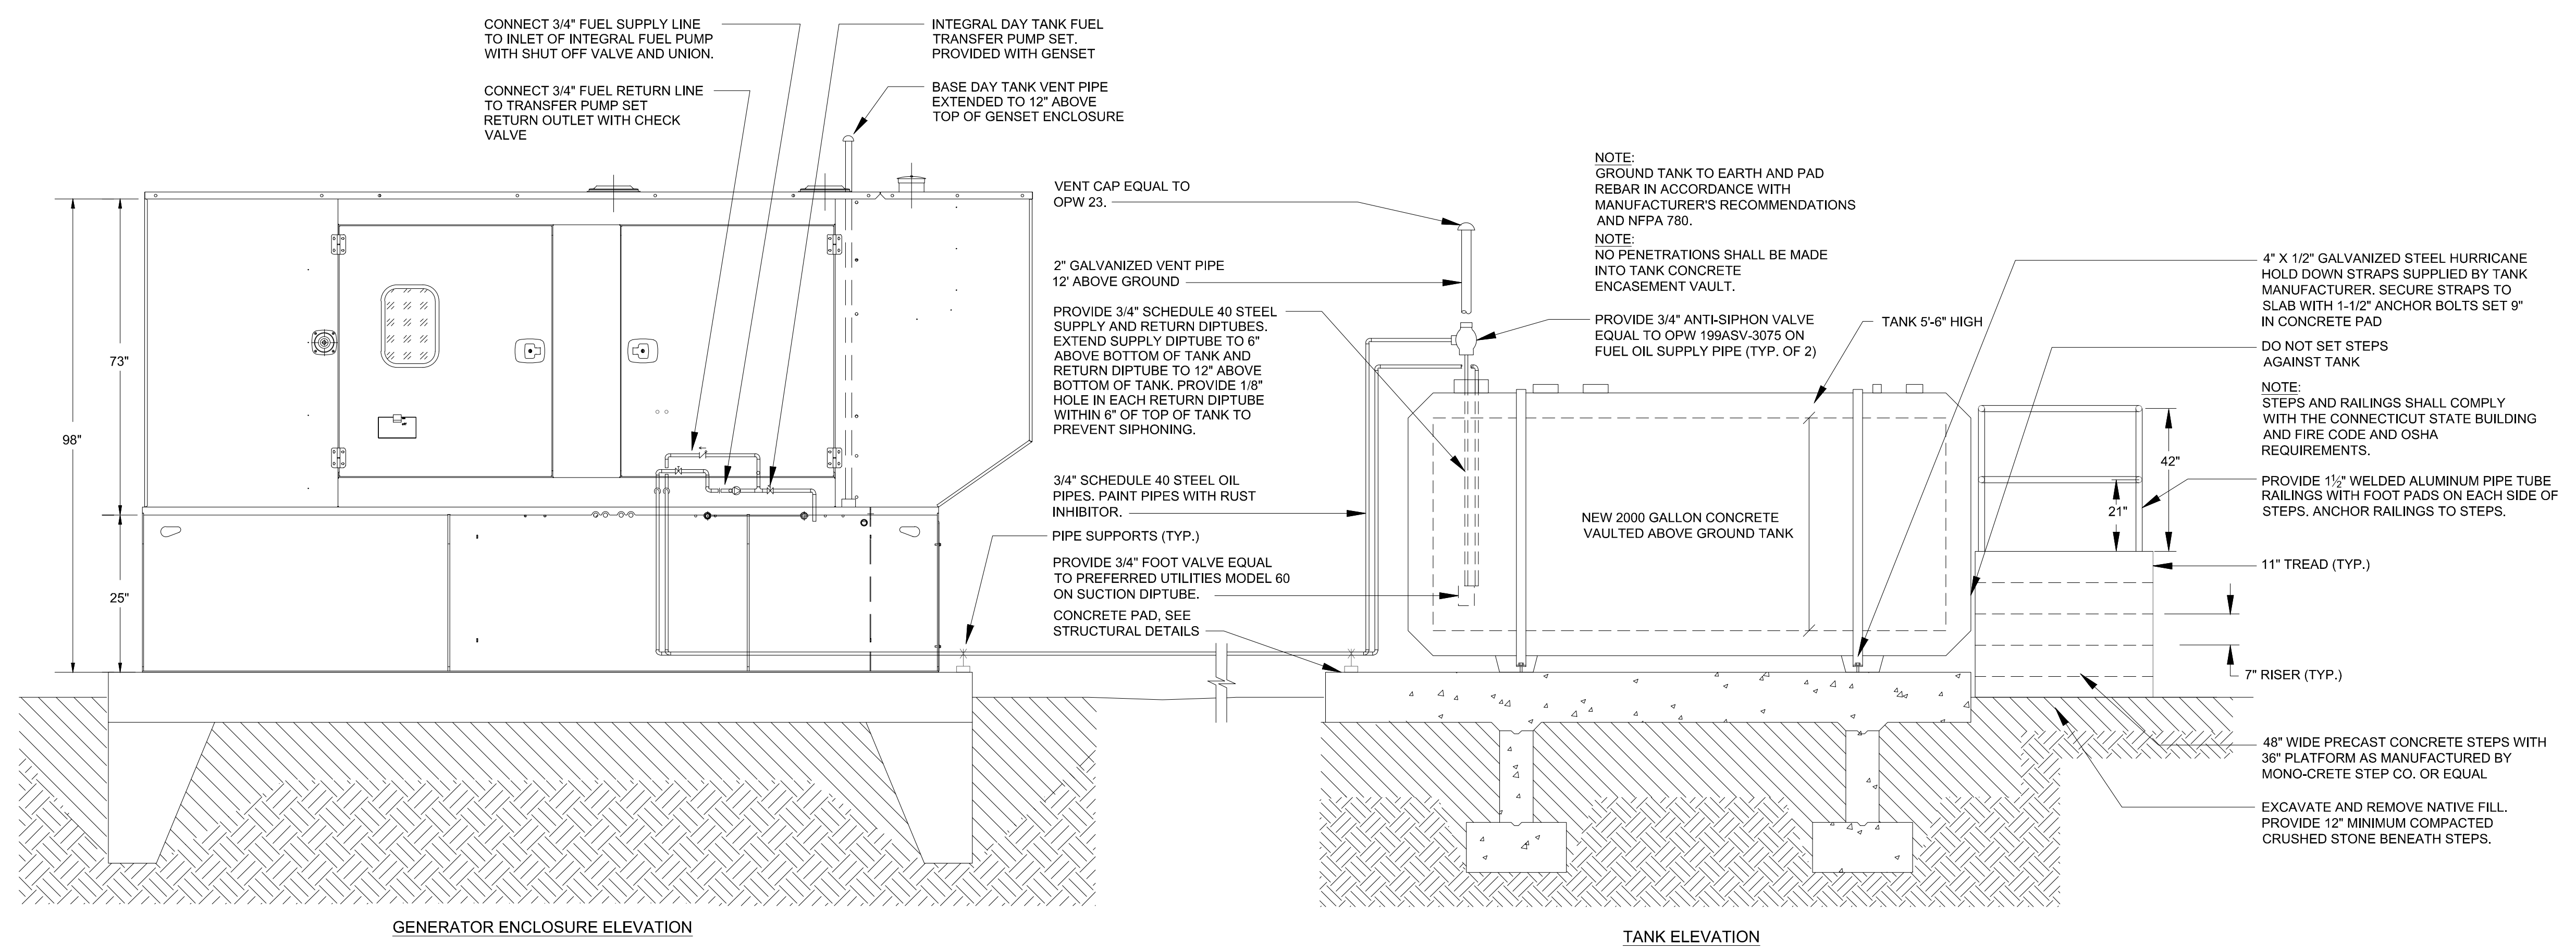 CONNECT 3/4" FUEL SUPPLY LINE
TO INLET OF INTEGRAL FUEL PUMP
WITH SHUT OFF VALVE AND UNION.
CONNECT 3/4" FUEL RETURN LINE
TO TRANSFER PUMP SET
RETURN OUTLET WITH CHECK
VALVE
INTEGRAL DAY TANK FUEL
TRANSFER PUMP SET.
PROVIDED WITH GENSET
BASE DAY TANK VENT PIPE
EXTENDED TO 12" ABOVE
TOP OF GENSET ENCLOSURE
98"
73"
25"
GENERATOR ENCLOSURE ELEVATION
VENT CAP EQUAL TO
OPW 23.
2" GALVANIZED VENT PIPE
12' ABOVE GROUND
PROVIDE 3/4" SCHEDULE 40 STEEL
SUPPLY AND RETURN DIPTUBES.
EXTEND SUPPLY DIPTUBE TO 6"
ABOVE BOTTOM OF TANK AND
RETURN DIPTUBE TO 12" ABOVE
BOTTOM OF TANK. PROVIDE 1/8"
HOLE IN EACH RETURN DIPTUBE
WITHIN 6" OF TOP OF TANK TO
PREVENT SIPHONING.
3/4" SCHEDULE 40 STEEL OIL
PIPES. PAINT PIPES WITH RUST
INHIBITOR.
PIPE SUPPORTS (TYP.)
PROVIDE 3/4" FOOT VALVE EQUAL
TO PREFERRED UTILITIES MODEL 60
ON SUCTION DIPTUBE.
CONCRETE PAD, SEE
STRUCTURAL DETAILS
NOTE:
GROUND TANK TO EARTH AND PAD
REBAR IN ACCORDANCE WITH
MANUFACTURER'S RECOMMENDATIONS
AND NFPA 780.
NOTE:
NO PENETRATIONS SHALL BE MADE
INTO TANK CONCRETE
ENCASEMENT VAULT.
PROVIDE 3/4" ANTI-SIPHON VALVE
EQUAL TO OPW 199ASV-3075 ON
FUEL OIL SUPPLY PIPE (TYP. OF 2)
TANK 5'-6" HIGH
NEW 2000 GALLON CONCRETE
VAULTED ABOVE GROUND TANK
TANK ELEVATION
4" X 1/2" GALVANIZED STEEL HURRICANE
HOLD DOWN STRAPS SUPPLIED BY TANK
MANUFACTURER. SECURE STRAPS TO
SLAB WITH 1-1/2" ANCHOR BOLTS SET 9"
IN CONCRETE PAD
DO NOT SET STEPS
AGAINST TANK
NOTE:
STEPS AND RAILINGS SHALL COMPLY
WITH THE CONNECTICUT STATE BUILDING
AND FIRE CODE AND OSHA
REQUIREMENTS.
42"
21"
PROVIDE 1½" WELDED ALUMINUM PIPE TUBE
RAILINGS WITH FOOT PADS ON EACH SIDE OF
STEPS. ANCHOR RAILINGS TO STEPS.
11" TREAD (TYP.)
7" RISER (TYP.)
48" WIDE PRECAST CONCRETE STEPS WITH
36" PLATFORM AS MANUFACTURED BY
MONO-CRETE STEP CO. OR EQUAL
EXCAVATE AND REMOVE NATIVE FILL.
PROVIDE 12" MINIMUM COMPACTED
CRUSHED STONE BENEATH STEPS.